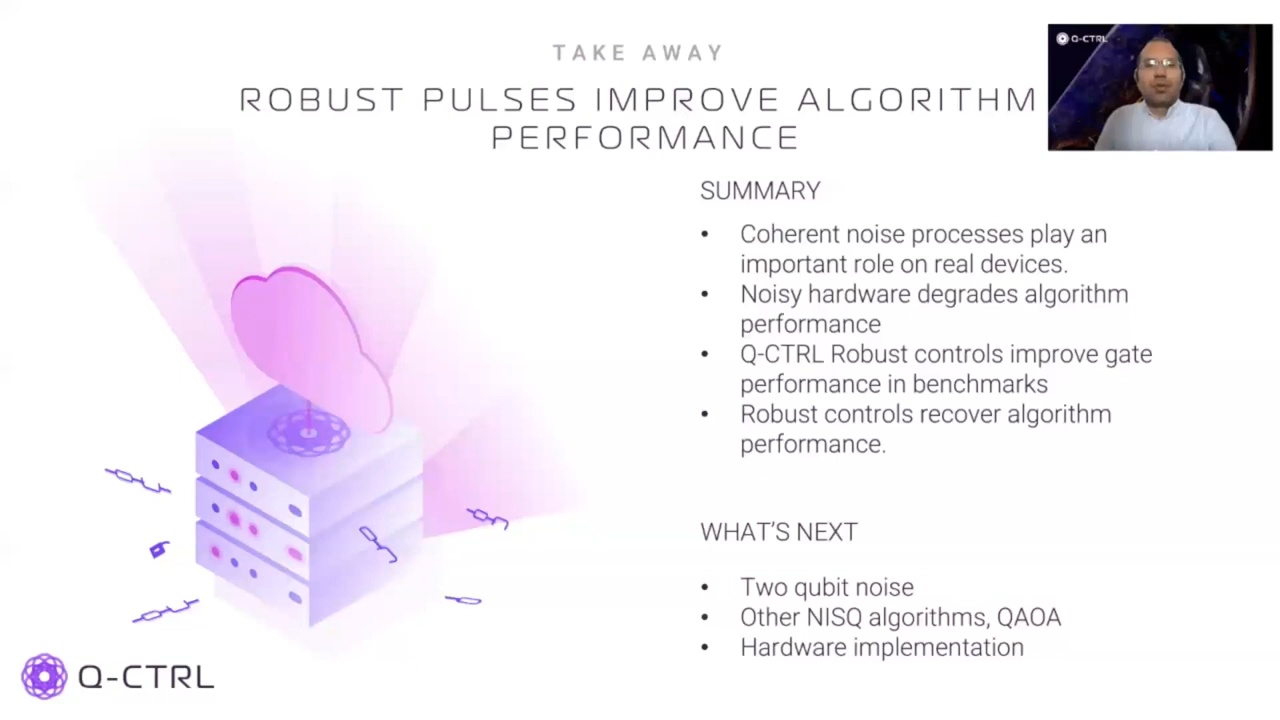 TAKE AWAY
ROBUST PULSES IMPROVE ALGORITHM
PERFORMANCE
Q-CTRL
SUMMARY
• Coherent noise processes play an
important role on real devices.
• Noisy hardware degrades algorithm
performance
• Q-CTRL Robust controls improve gate
performance in benchmarks
• Robust controls recover algorithm
performance.
WHAT'S NEXT
• Two qubit noise
• Other NISQ algorithms, QAOA
• Hardware implementation
Q-CTRL